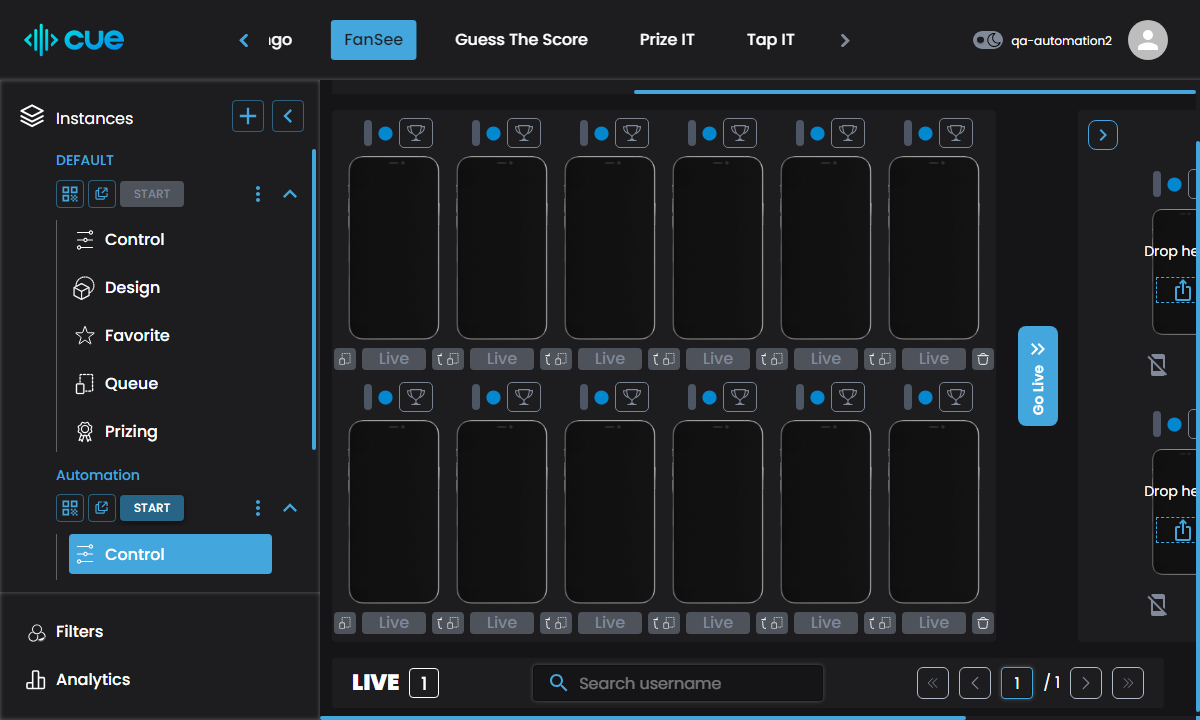 cue
FanSee
Guess The Score
Prize IT
Tap IT
qa-automation2
Instances
DEFAULT
START
Control
Design
Favorite
Queue
Prizing
Automation
START
Control
Filters
Analytics
Live Live Live Live Live Live
Live Live Live Live Live Live
Go Live
Drop he
Drop he
LIVE 1
Search username
1 / 1